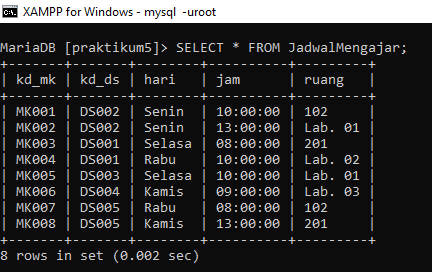 XAMPP for Windows - mysql -uroot
MariaDB [praktikum5]> SELECT * FROM JadwalMengajar;
+-------+-------+--------+----------+---------+
| kd_mk | kd_ds | hari   | jam      | ruang   |
+-------+-------+--------+----------+---------+
| MK001 | DS002 | Senin  | 10:00:00 | 102     |
| MK002 | DS002 | Senin  | 13:00:00 | Lab. 01 |
| MK003 | DS001 | Selasa | 08:00:00 | 201     |
| MK004 | DS001 | Rabu   | 10:00:00 | Lab. 02 |
| MK005 | DS003 | Selasa | 10:00:00 | Lab. 01 |
| MK006 | DS004 | Kamis  | 09:00:00 | Lab. 03 |
| MK007 | DS005 | Rabu   | 08:00:00 | 102     |
| MK008 | DS005 | Kamis  | 13:00:00 | 201     |
+-------+-------+--------+----------+---------+
8 rows in set (0.002 sec)